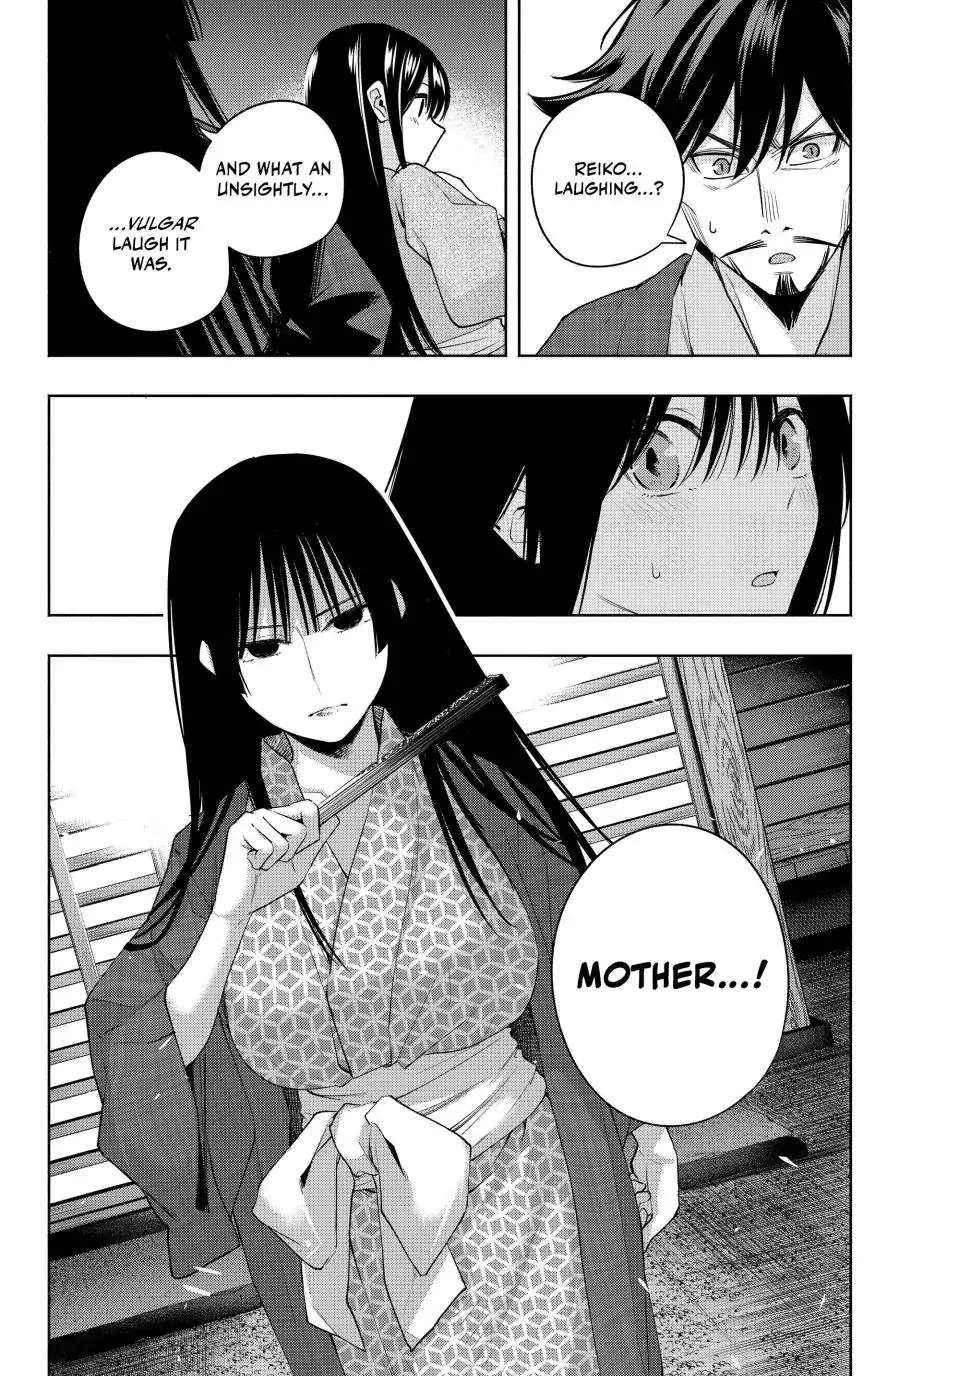 REIKO...
LAUGHING...?
AND WHAT AN
UNSIGHTLY...
...VULGAR
LAUGH IT
WAS.
MOTHER...!